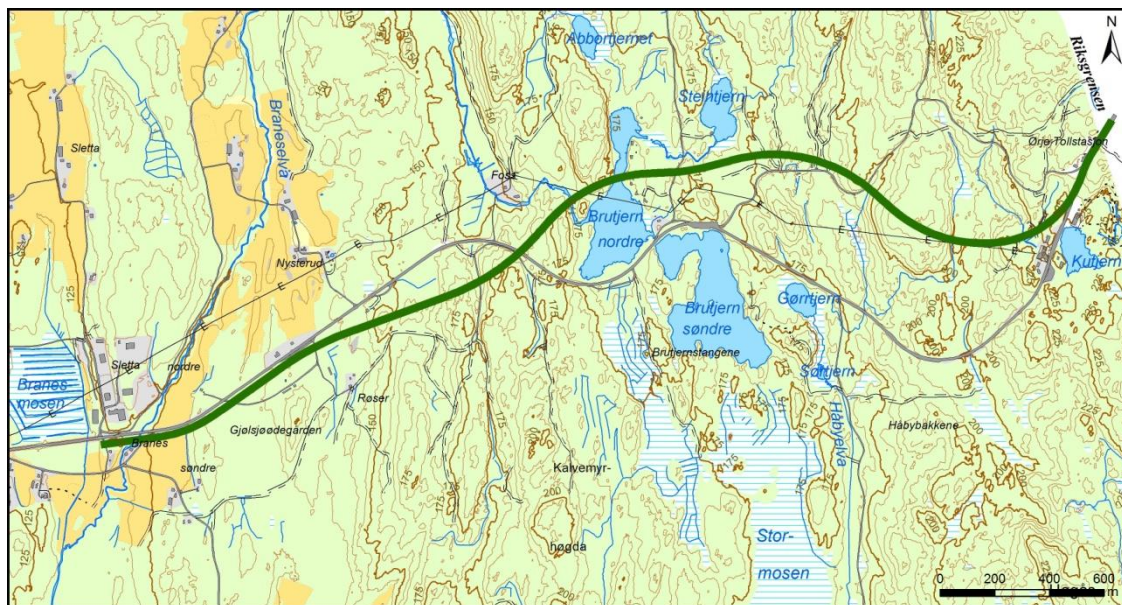 N
Riksgrensen
Abbortjernet
Steintjern
Braneselva
Sletta
Ørje Tollstasjon
Foss
Brutjern
nordre
Nysterud
Kutjern
Gørrtjern
Brutjern
søndre
Brutjernstangene
Sletta
nordre
Branes
mosen
Røser
Sørtjern
Gjølsjøødegarden
Branes
Håbyelva
Håbybakkene
søndre
Kalvemyr-
høgda
Stor-
mosen
0 200 400 600
m
175
150
125
200
225
E